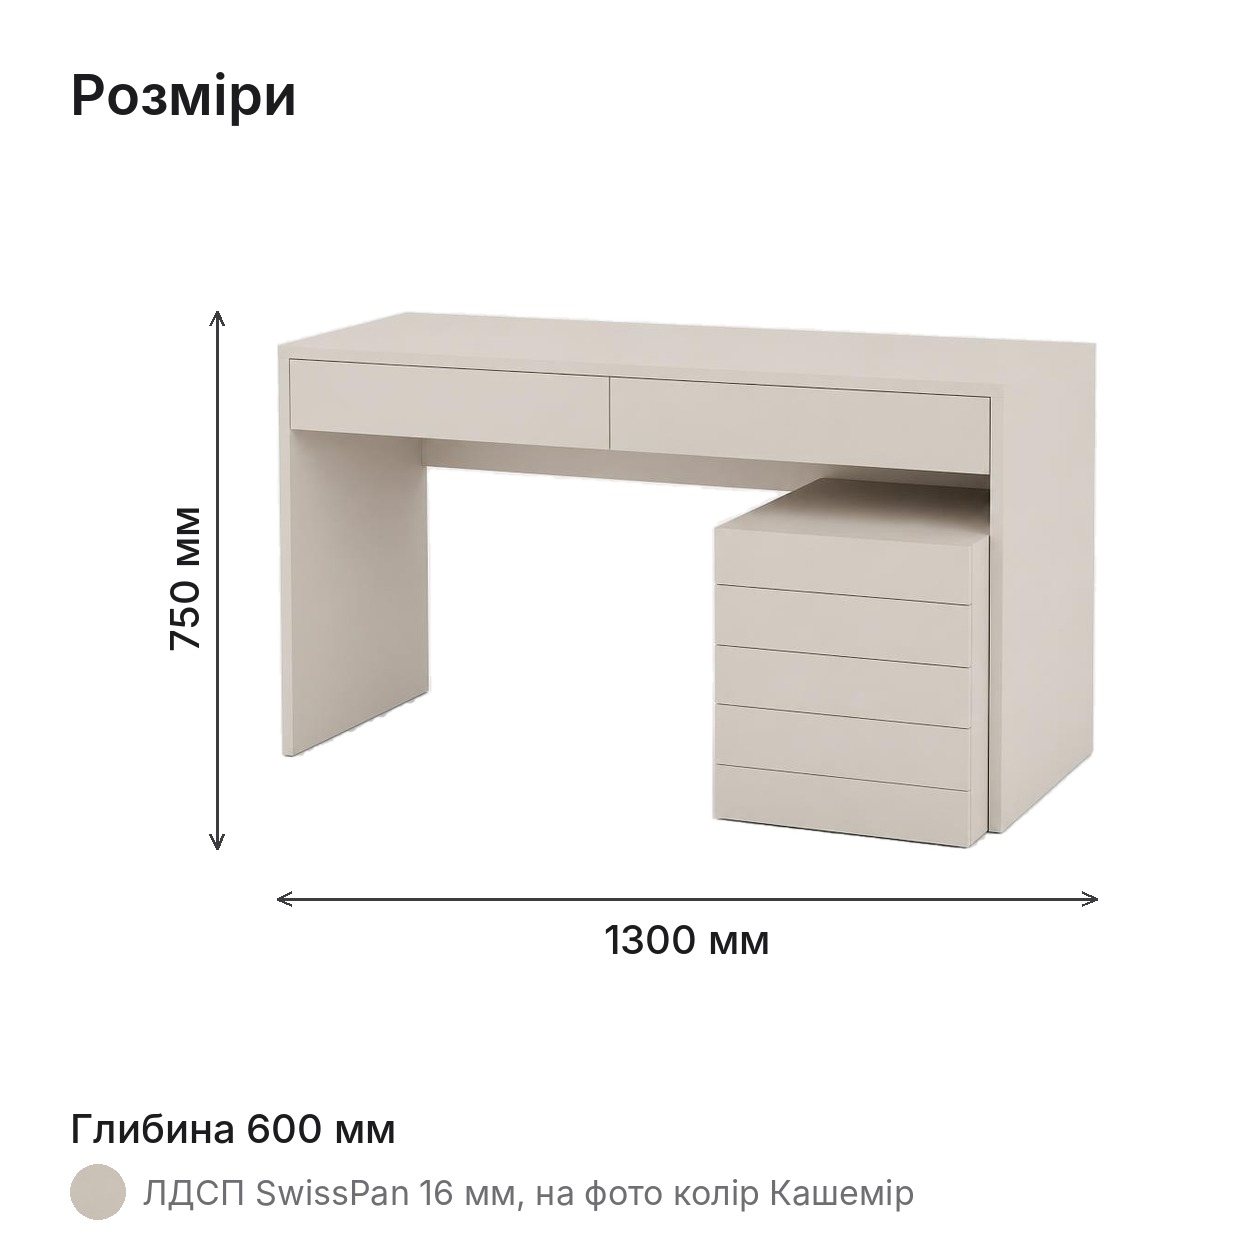 Розміри
750 мм
1300 мм
Глибина 600 мм
ЛДСП SwissPan 16 мм, на фото колір Кашемір